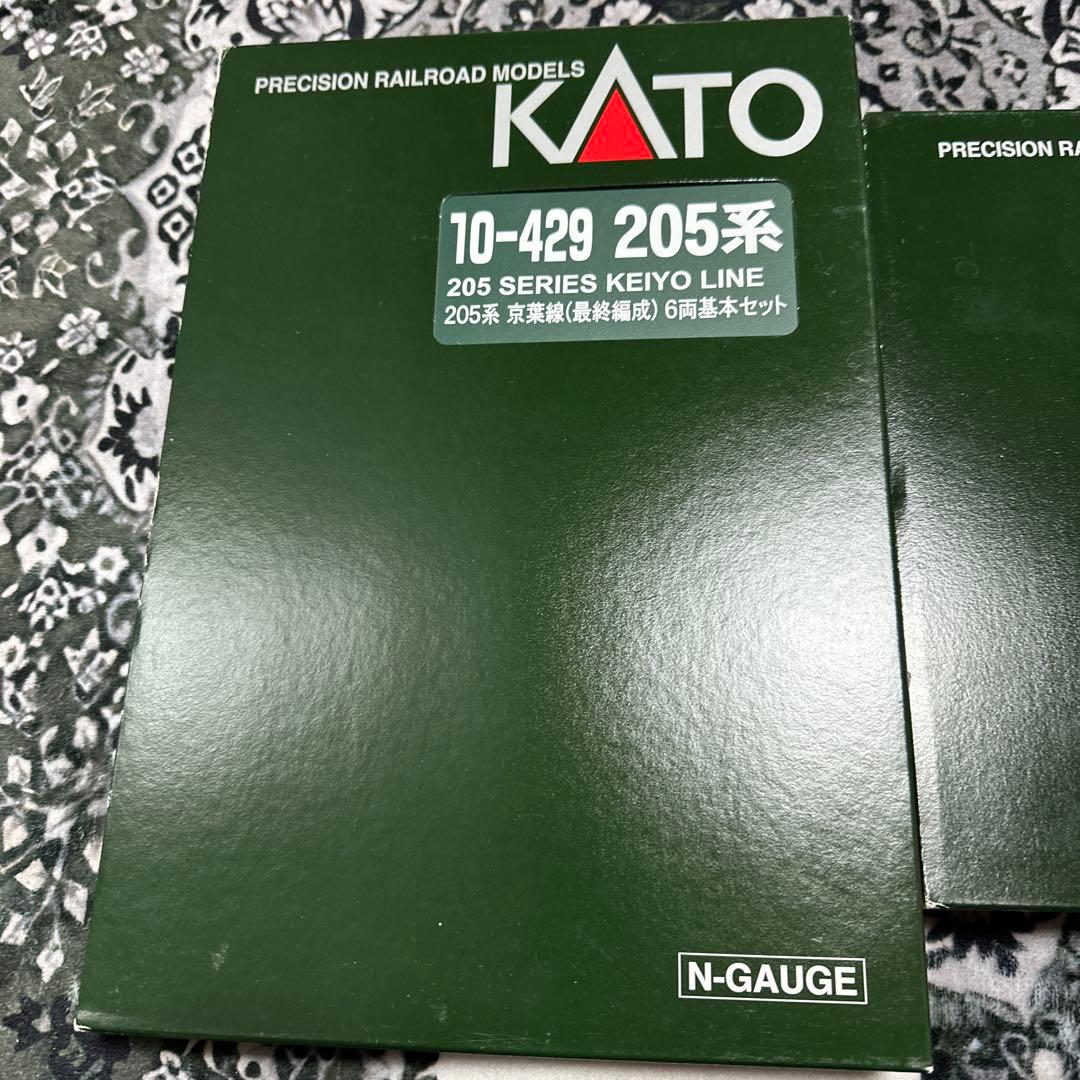 PRECISION RAILROAD MODELS
KATO
10-429 205系
205 SERIES KEIYO LINE
205系 京葉線(最終編成) 6両基本セット
N-GAUGE
PRECISION